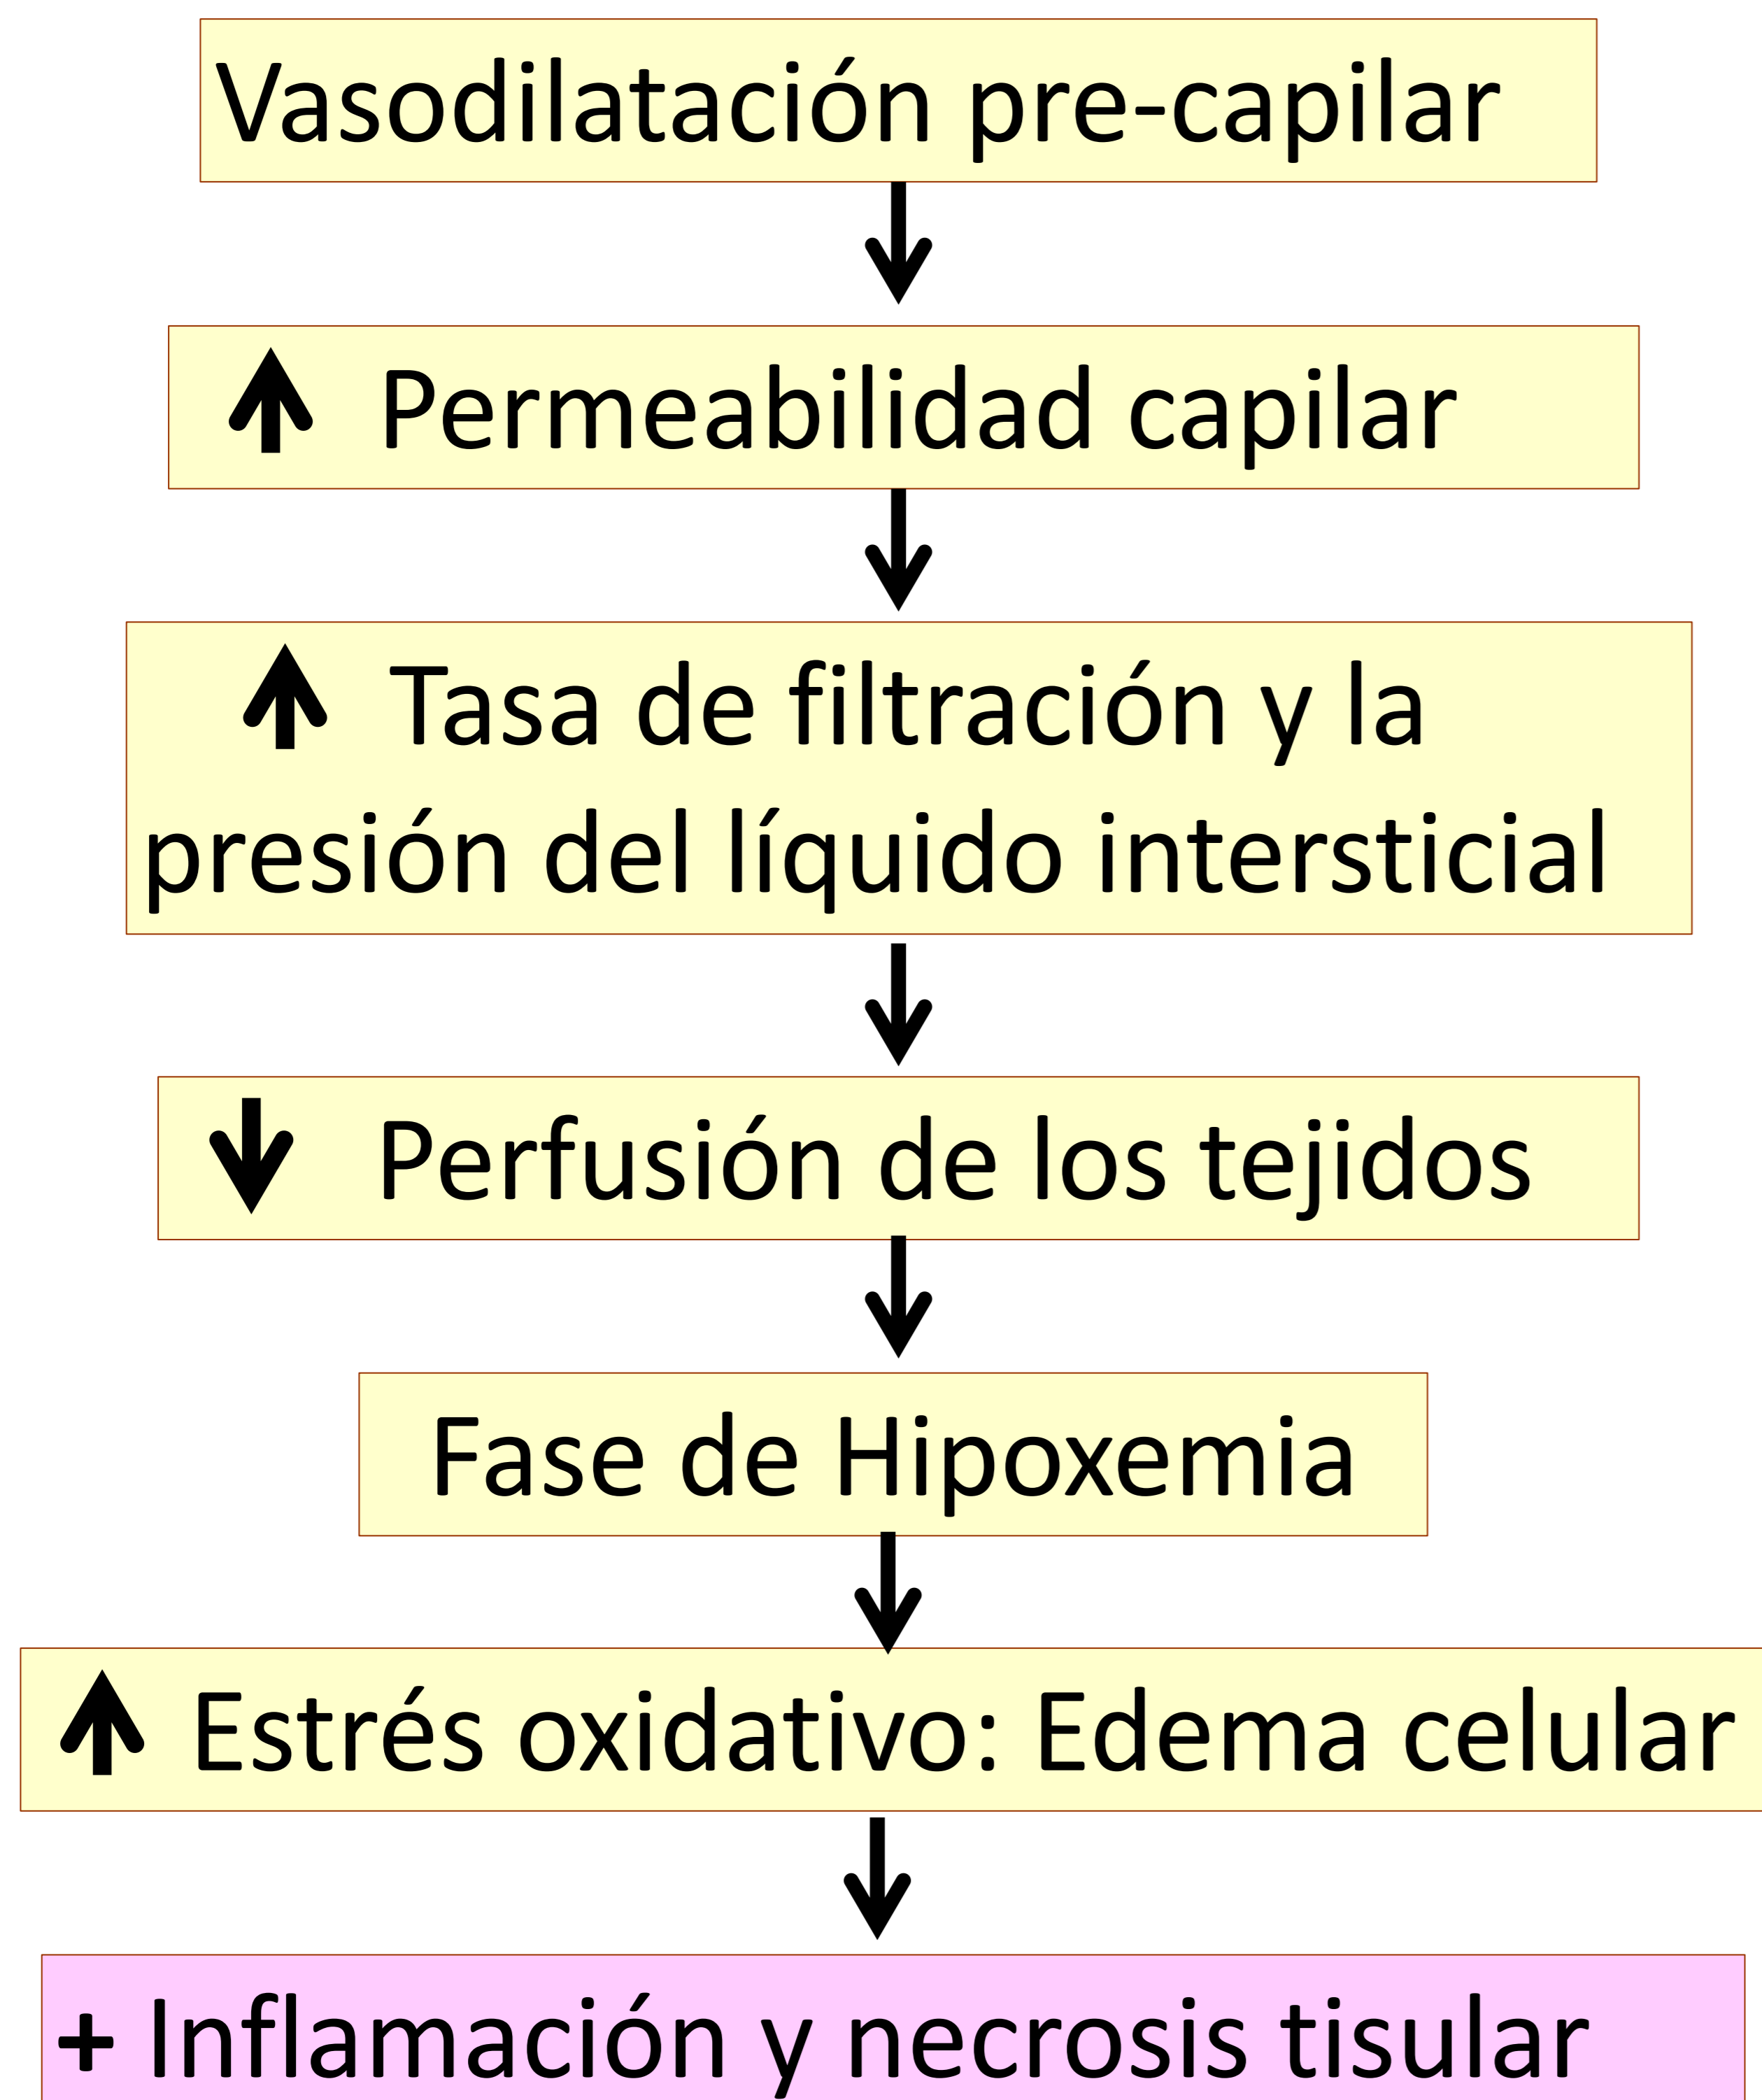 Vasodilatación pre-capilar
Permeabilidad capilar
Tasa de filtración y la
presión del líquido intersticial
Perfusión de los tejidos
Fase de Hipoxemia
Estrés oxidativo: Edema celular
+ Inflamación y necrosis tisular